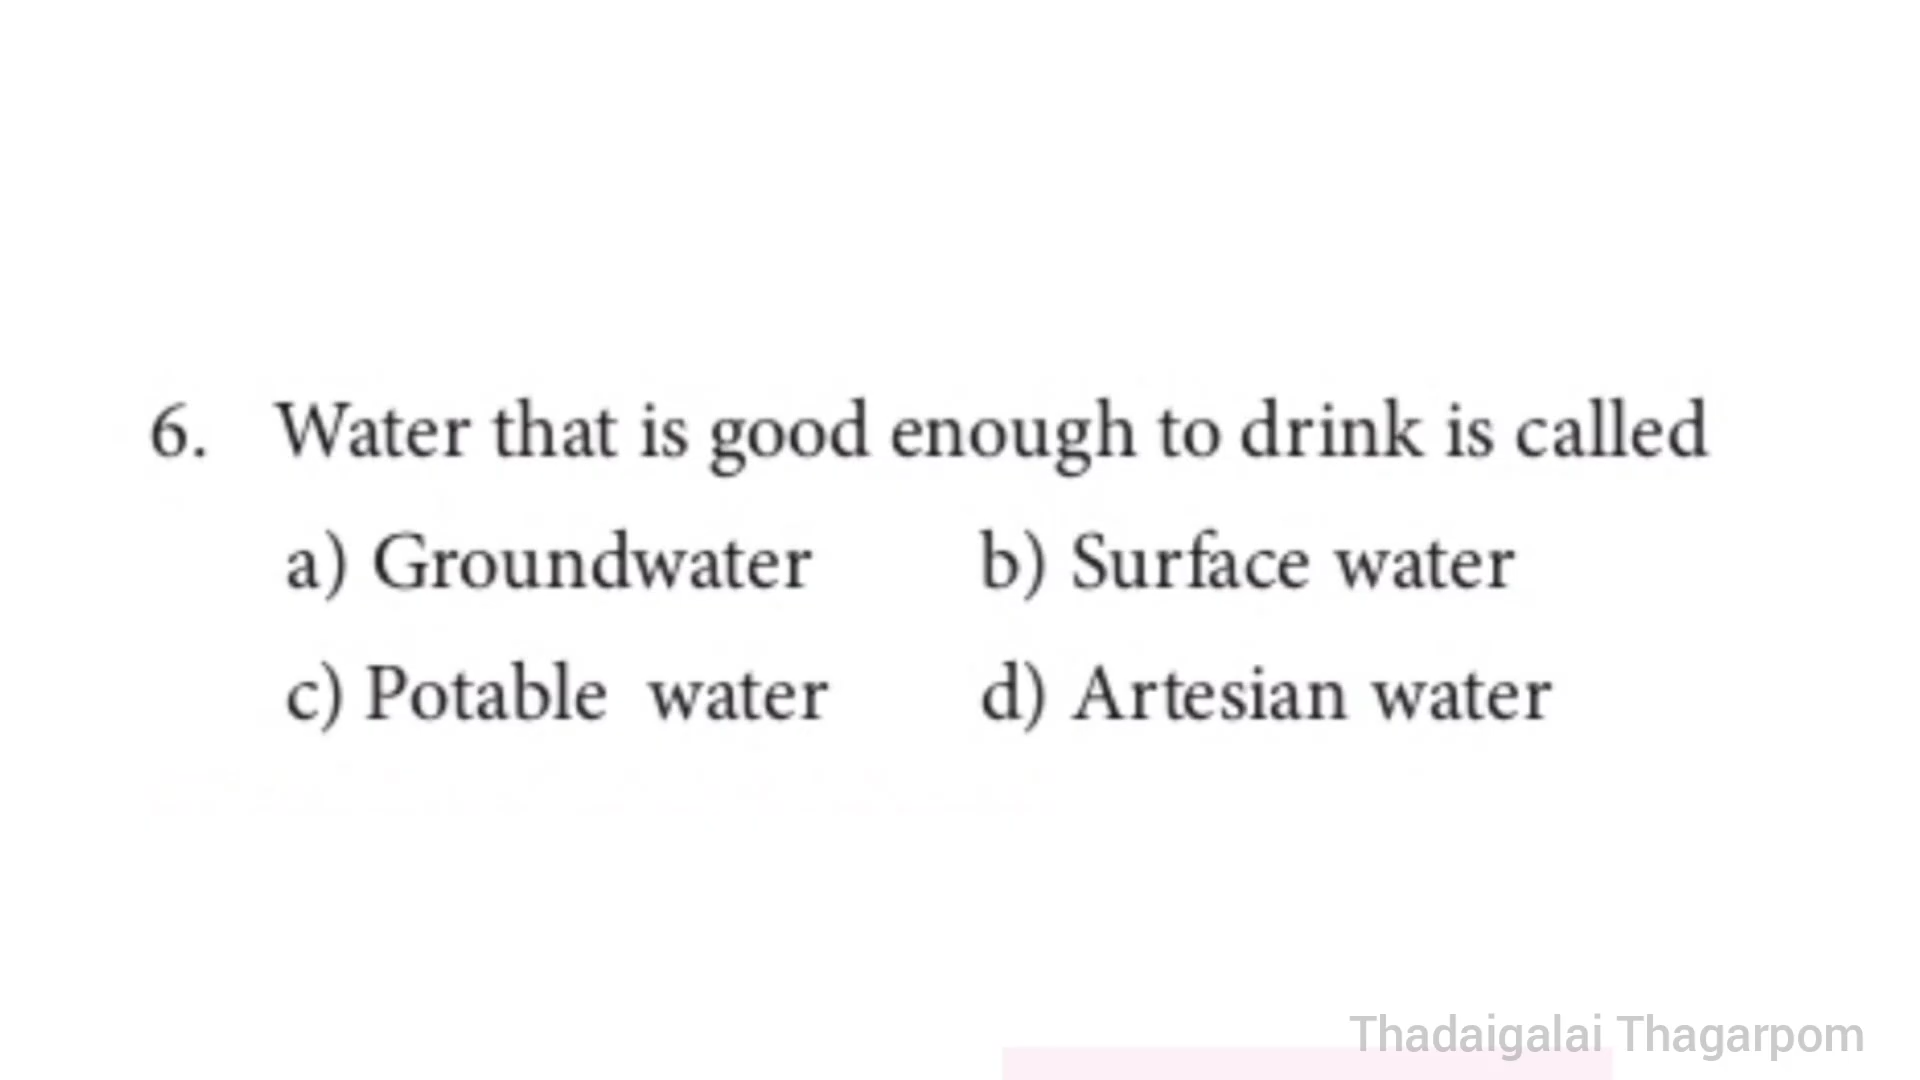 6. Water that is good enough to drink is called
a) Groundwater b) Surface water
c) Potable water d) Artesian water
Thadaigalai Thagarpom